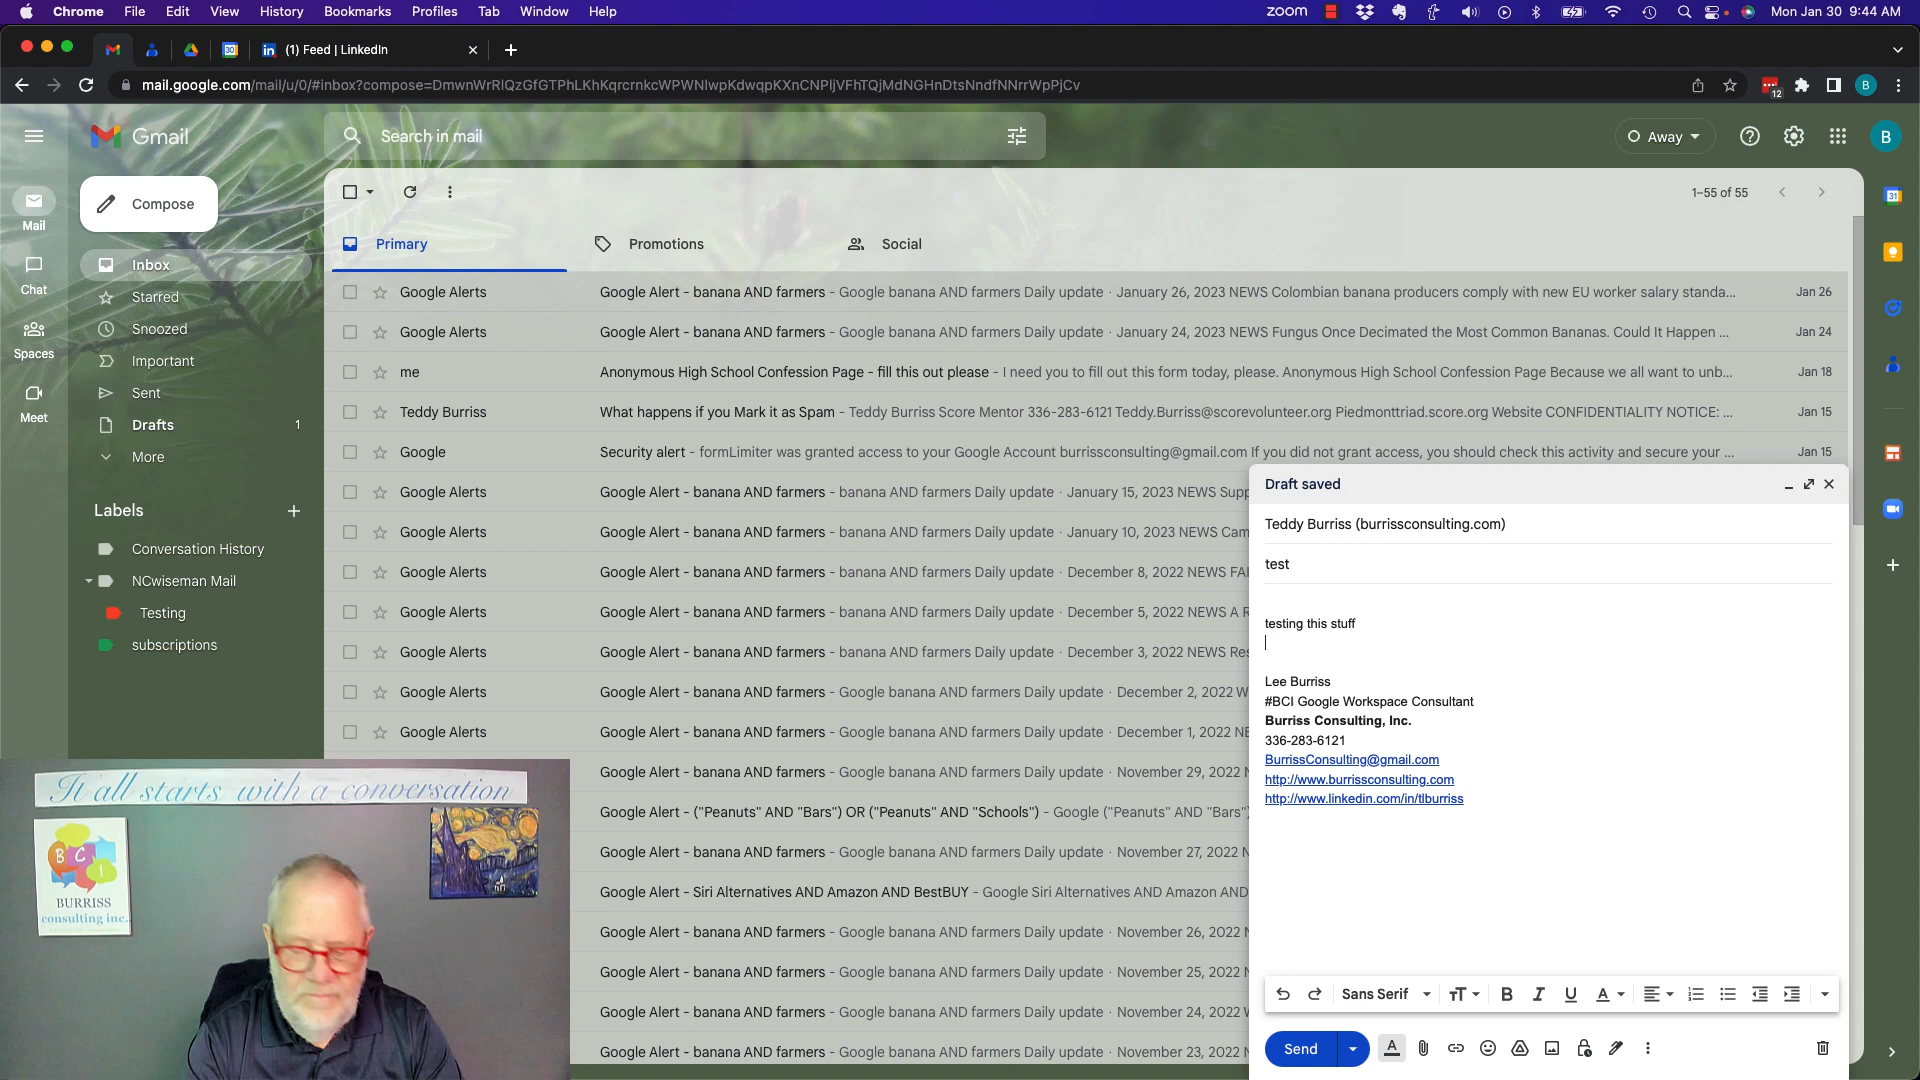 Chrome File Edit View History Bookmarks Profiles Tab Window Help
zoom Mon Jan 30 9:44 AM
(1) Feed | LinkedIn
mail.google.com/mail/u/0/#inbox?compose=DmwnWrRlQzGfGTPhLKhKqrcrnkcWPWNlwpKdwqpKXnCNPljVFhTQjMdNGHnDtsNndfNNrrWpPjCv
12
B
Gmail
Search in mail
Away
B
Mail
Chat
Spaces
Meet
Compose
Inbox
Starred
Snoozed
Important
Sent
Drafts 1
More
Labels
Conversation History
NCwiseman Mail
Testing
subscriptions
1–55 of 55
Primary
Promotions
Social
Google Alerts Google Alert - banana AND farmers - Google banana AND farmers Daily update · January 26, 2023 NEWS Colombian banana producers comply with new EU worker salary standa... Jan 26
Google Alerts Google Alert - banana AND farmers - Google banana AND farmers Daily update · January 24, 2023 NEWS Fungus Once Decimated the Most Common Bananas. Could It Happen ... Jan 24
me Anonymous High School Confession Page - fill this out please - I need you to fill out this form today, please. Anonymous High School Confession Page Because we all want to unb... Jan 18
Teddy Burriss What happens if you Mark it as Spam - Teddy Burriss Score Mentor 336-283-6121 Teddy.Burriss@scorevolunteer.org Piedmonttriad.score.org Website CONFIDENTIALITY NOTICE: ... Jan 15
Google Security alert - formLimiter was granted access to your Google Account burrissconsulting@gmail.com If you did not grant access, you should check this activity and secure your ... Jan 15
Google Alerts Google Alert - banana AND farmers - banana AND farmers Daily update · January 15, 2023 NEWS Supp
Google Alerts Google Alert - banana AND farmers - banana AND farmers Daily update · January 10, 2023 NEWS Cam
Google Alerts Google Alert - banana AND farmers - banana AND farmers Daily update · December 8, 2022 NEWS FA
Google Alerts Google Alert - banana AND farmers - banana AND farmers Daily update · December 5, 2022 NEWS A R
Google Alerts Google Alert - banana AND farmers - banana AND farmers Daily update · December 3, 2022 NEWS Res
Google Alerts Google Alert - banana AND farmers - Google banana AND farmers Daily update · December 2, 2022 W
Google Alerts Google Alert - banana AND farmers - Google banana AND farmers Daily update · December 1, 2022 NE
Google Alert - banana AND farmers - Google banana AND farmers Daily update · November 29, 2022 N
Google Alert - ("Peanuts" AND "Bars") OR ("Peanuts" AND "Schools") - Google ("Peanuts" AND "Bars")
Google Alert - banana AND farmers - Google banana AND farmers Daily update · November 27, 2022 N
Google Alert - Siri Alternatives AND Amazon AND BestBUY - Google Siri Alternatives AND Amazon AND
Google Alert - banana AND farmers - Google banana AND farmers Daily update · November 26, 2022 N
Google Alert - banana AND farmers - Google banana AND farmers Daily update · November 25, 2022 N
Google Alert - banana AND farmers - Google banana AND farmers Daily update · November 24, 2022 W
Google Alert - banana AND farmers - Google banana AND farmers Daily update · November 23, 2022 N
Draft saved
Teddy Burriss (burrissconsulting.com)
test
testing this stuff
Lee Burriss
#BCI Google Workspace Consultant
Burriss Consulting, Inc.
336-283-6121
BurrissConsulting@gmail.com
http://www.burrissconsulting.com
http://www.linkedin.com/in/tlburriss
Sans Serif
Send
It all starts with a conversation
B C I
BURRISS
consulting inc.